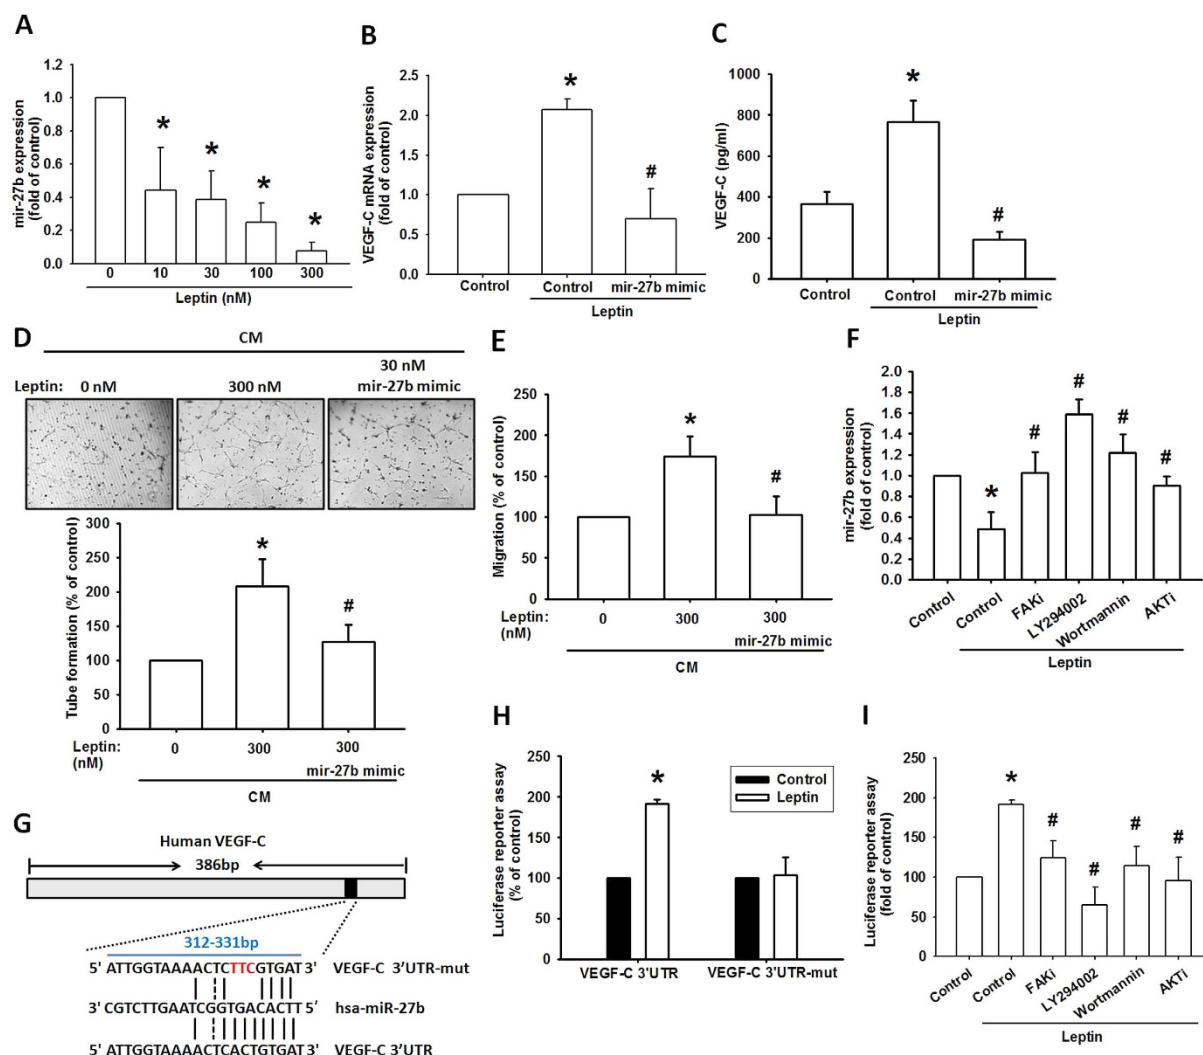 A
mir-27b expression
(fold of control)
1.2
1.0
0.8
0.6
0.4
0.2
0.0
*
*
*
*
0 10 30 100 300
Leptin (nM)
B
VEGF-C mRNA expression
(fold of control)
2.5
2.0
1.5
1.0
0.5
0.0
*
#
Control Control mir-27b mimic
Leptin
C
VEGF-C (pg/ml)
1000
800
600
400
200
0
*
#
Control Control mir-27b mimic
Leptin
D
CM
30 nM
Leptin: 0 nM 300 nM mir-27b mimic
Tube formation (% of control)
300
250
200
150
100
50
0
*
#
Leptin: 0 300 300
(nM) mir-27b mimic
CM
E
Migration (% of control)
250
200
150
100
50
0
*
#
Leptin: 0 300 300
(nM) mir-27b mimic
CM
F
mir-27b expression
(fold of control)
2.0
1.8
1.6
1.4
1.2
1.0
0.8
0.6
0.4
0.2
0.0
*
#
#
#
#
Control Control FAKi LY294002 Wortmannin AKTi
Leptin
G
Human VEGF-C
386bp
312-331bp
5' ATTGGTAAAACTCTTCGTGAT3' VEGF-C 3'UTR-mut
3' CGTCTTGAATCGGTGACACTT 5' hsa-miR-27b
5' ATTGGTAAAACTCACTGTGAT3' VEGF-C 3'UTR
H
Luciferase reporter assay
(% of control)
250
200
150
100
50
0
*
Control
Leptin
VEGF-C 3'UTR VEGF-C 3'UTR-mut
I
Luciferase reporter assay
(fold of control)
250
200
150
100
50
0
*
#
#
#
#
Control Control FAKi LY294002 Wortmannin AKTi
Leptin